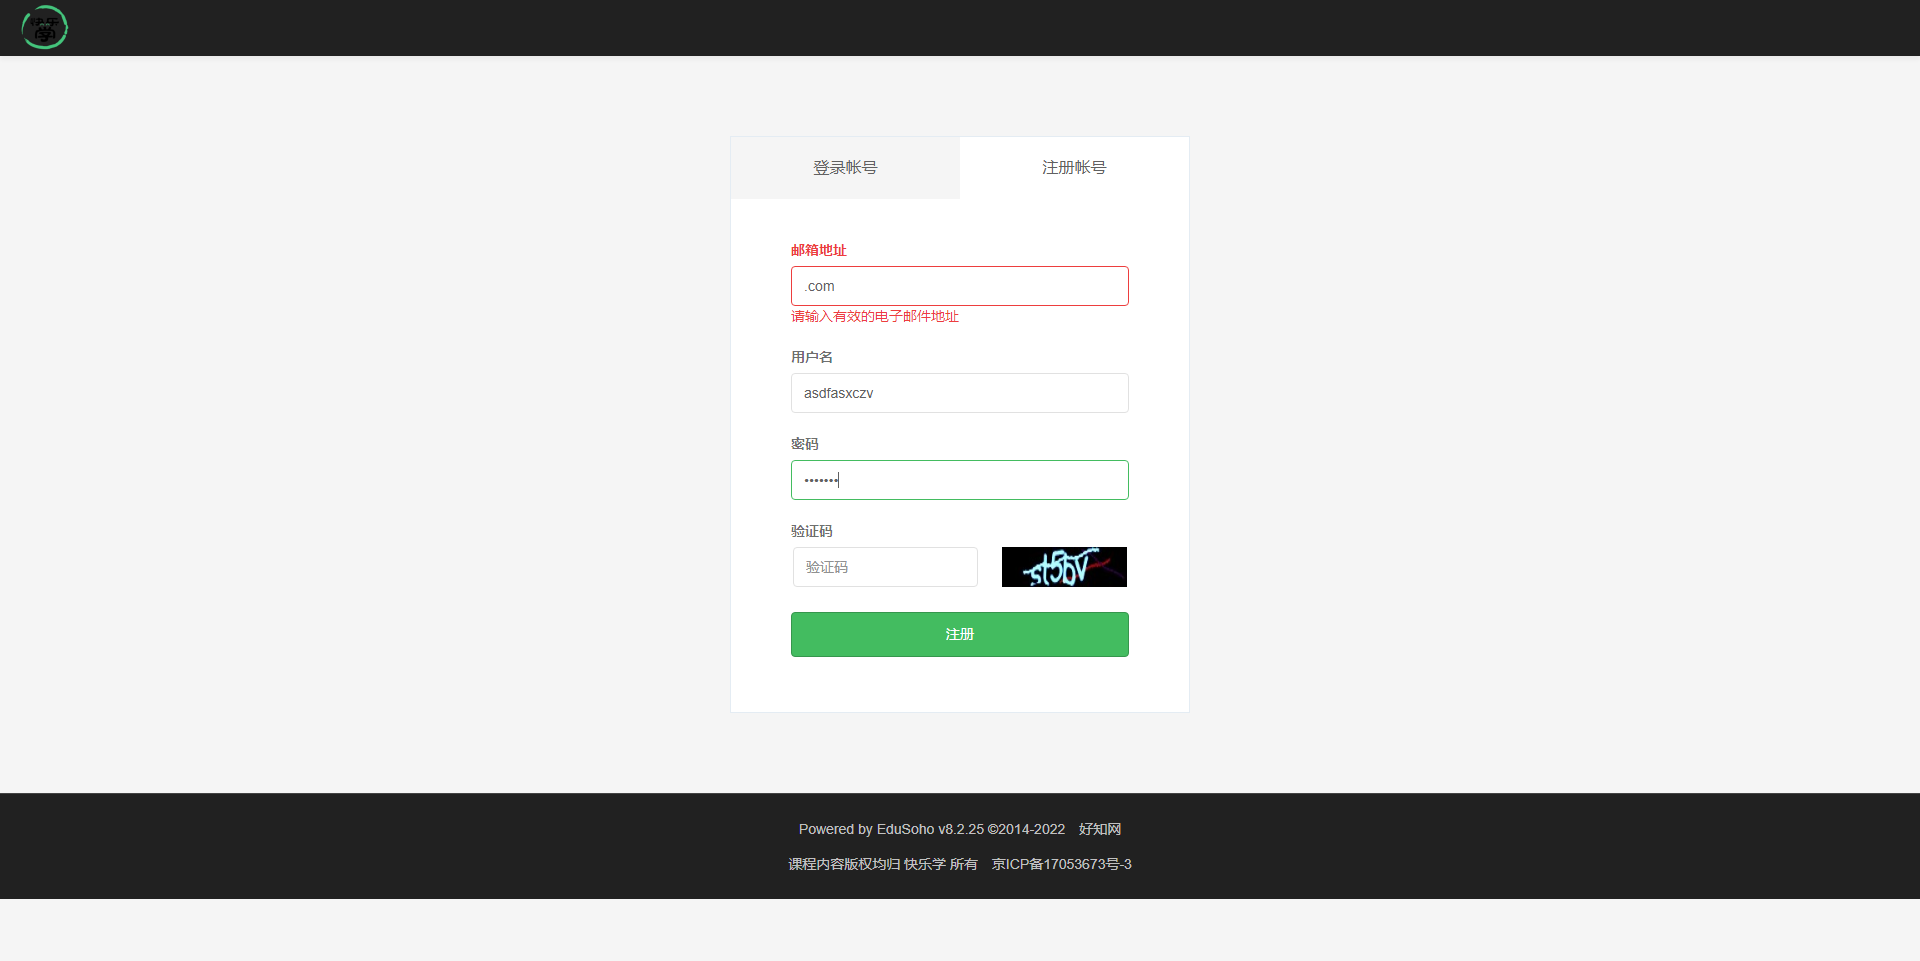 快乐
學
登录帐号
注册帐号
邮箱地址
.com
请输入有效的电子邮件地址
用户名
asdfasxczv
密码
•••••••
验证码
验证码
st5bV
注册
Powered by EduSoho v8.2.25 ©2014-2022 好知网
课程内容版权均归 快乐学 所有 京ICP备17053673号-3